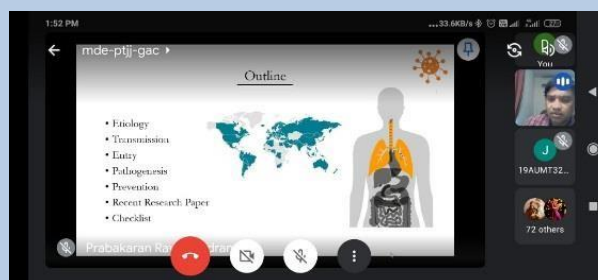 1:52 PM
...33.6KB/s
mde-ptjj-gac
You
Outline
• Etiology
• Transmission
• Entry
• Pathogenesis
• Prevention
• Recent Research Paper
• Checklist
J
19AUMT32...
72 others
Prabakaran